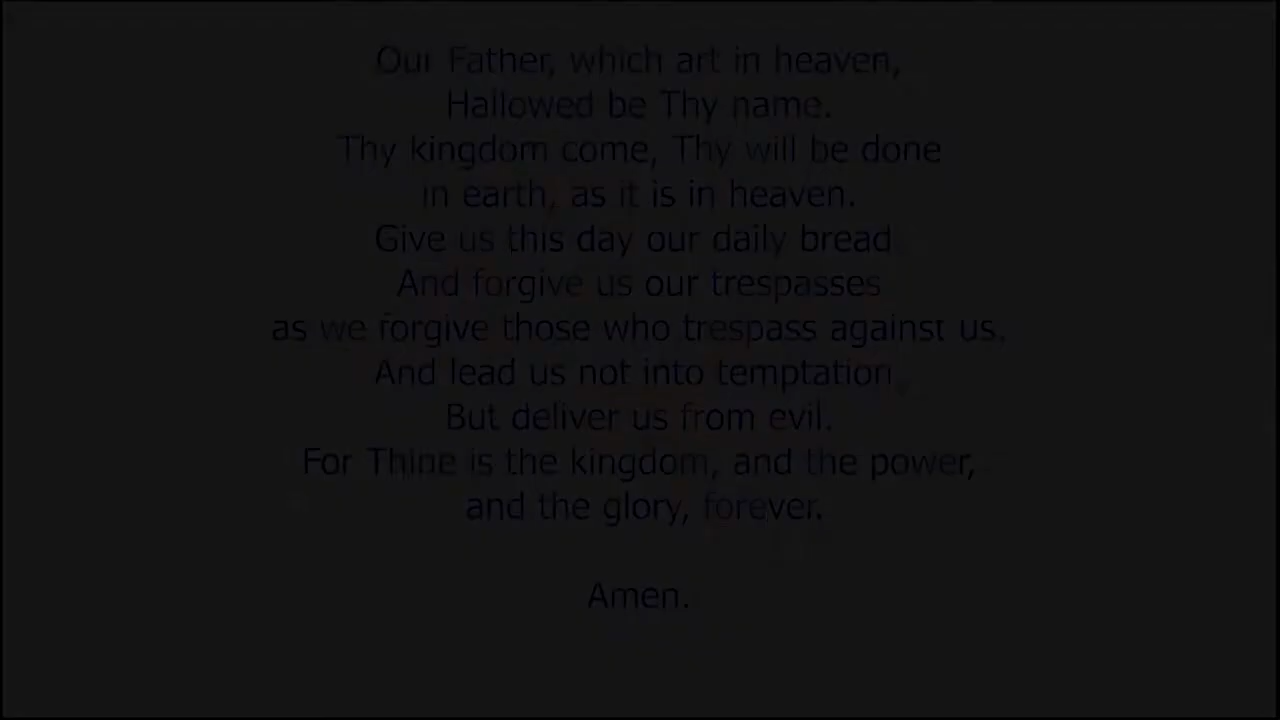 Our Father, which art in heaven,
Hallowed be Thy name.
Thy kingdom come, Thy will be done
in earth, as it is in heaven.
Give us this day our daily bread.
And forgive us our trespasses
as we forgive those who trespass against us.
And lead us not into temptation,
But deliver us from evil.
For Thine is the kingdom, and the power,
and the glory, forever.
Amen.